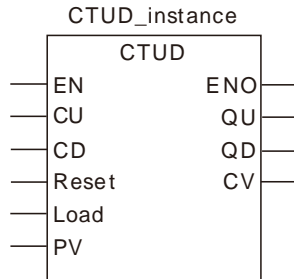 CTUD_instance
CTUD
EN ENO
CU QU
CD QD
Reset CV
Load
PV